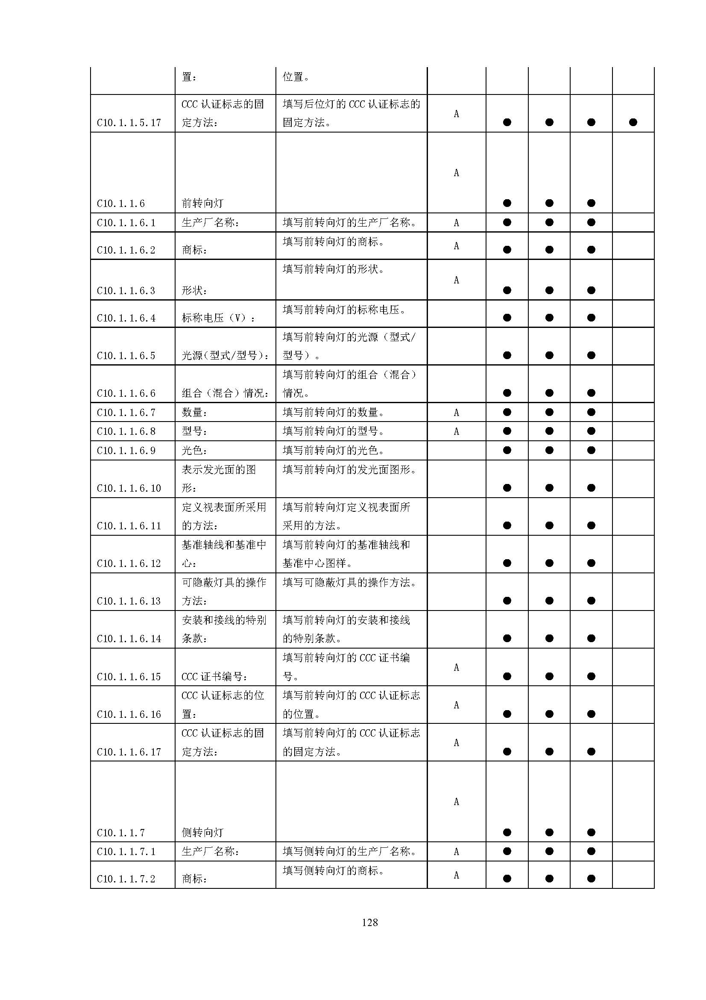 置： 位置。
CCC 认证标志的固 填写后位灯的 CCC 认证标志的
C10.1.1.5.17 定方法： 固定方法。 A ● ● ● ●
C10.1.1.6 前转向灯 A ● ● ●
C10.1.1.6.1 生产厂名称： 填写前转向灯的生产厂名称。 A ● ● ●
C10.1.1.6.2 商标： 填写前转向灯的商标。 A ● ● ●
C10.1.1.6.3 形状： 填写前转向灯的形状。 A ● ● ●
C10.1.1.6.4 标称电压（V）： 填写前转向灯的标称电压。 ● ● ●
填写前转向灯的光源（型式/
C10.1.1.6.5 光源（型式/型号）： 型号）。 ● ● ●
填写前转向灯的组合（混合）
C10.1.1.6.6 组合（混合）情况： 情况。 ● ● ●
C10.1.1.6.7 数量： 填写前转向灯的数量。 A ● ● ●
C10.1.1.6.8 型号： 填写前转向灯的型号。 A ● ● ●
C10.1.1.6.9 光色： 填写前转向灯的光色。 ● ● ●
表示发光面的图 填写前转向灯的发光面图形。
C10.1.1.6.10 形： ● ● ●
定义视表面所采用 填写前转向灯定义视表面所
C10.1.1.6.11 的方法： 采用的方法。 ● ● ●
基准轴线和基准中 填写前转向灯的基准轴线和
C10.1.1.6.12 心： 基准中心图样。 ● ● ●
可隐蔽灯具的操作 填写可隐蔽灯具的操作方法。
C10.1.1.6.13 方法： ● ● ●
安装和接线的特别 填写前转向灯的安装和接线
C10.1.1.6.14 条款： 的特别条款。 ● ● ●
填写前转向灯的 CCC 证书编
C10.1.1.6.15 CCC 证书编号： 号。 A ● ● ●
CCC 认证标志的位 填写前转向灯的 CCC 认证标志
C10.1.1.6.16 置： 的位置。 A ● ● ●
CCC 认证标志的固 填写前转向灯的 CCC 认证标志
C10.1.1.6.17 定方法： 的固定方法。 A ● ● ●
C10.1.1.7 侧转向灯 A ● ● ●
C10.1.1.7.1 生产厂名称： 填写侧转向灯的生产厂名称。 A ● ● ●
C10.1.1.7.2 商标： 填写侧转向灯的商标。 A ● ● ●
128